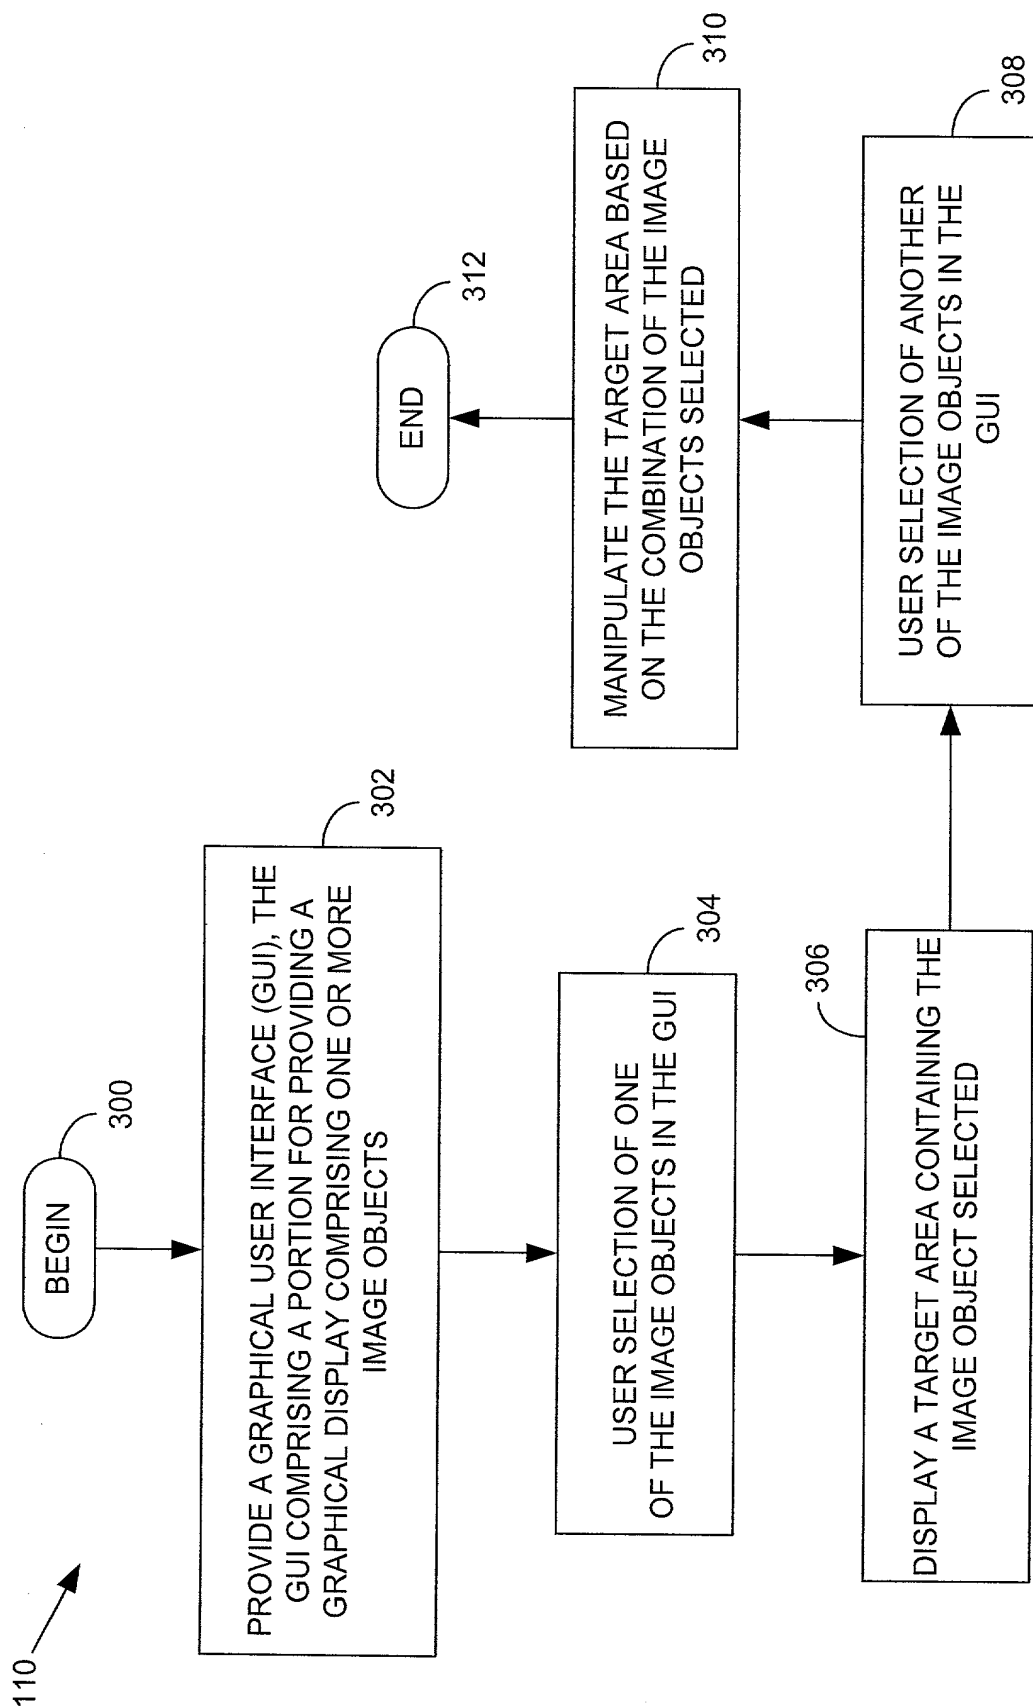 110
BEGIN
300
PROVIDE A GRAPHICAL USER INTERFACE (GUI), THE
GUI COMPRISING A PORTION FOR PROVIDING A
GRAPHICAL DISPLAY COMPRISING ONE OR MORE
IMAGE OBJECTS
302
USER SELECTION OF ONE
OF THE IMAGE OBJECTS IN THE GUI
304
DISPLAY A TARGET AREA CONTAINING THE
IMAGE OBJECT SELECTED
306
USER SELECTION OF ANOTHER
OF THE IMAGE OBJECTS IN THE
GUI
308
MANIPULATE THE TARGET AREA BASED
ON THE COMBINATION OF THE IMAGE
OBJECTS SELECTED
310
END
312